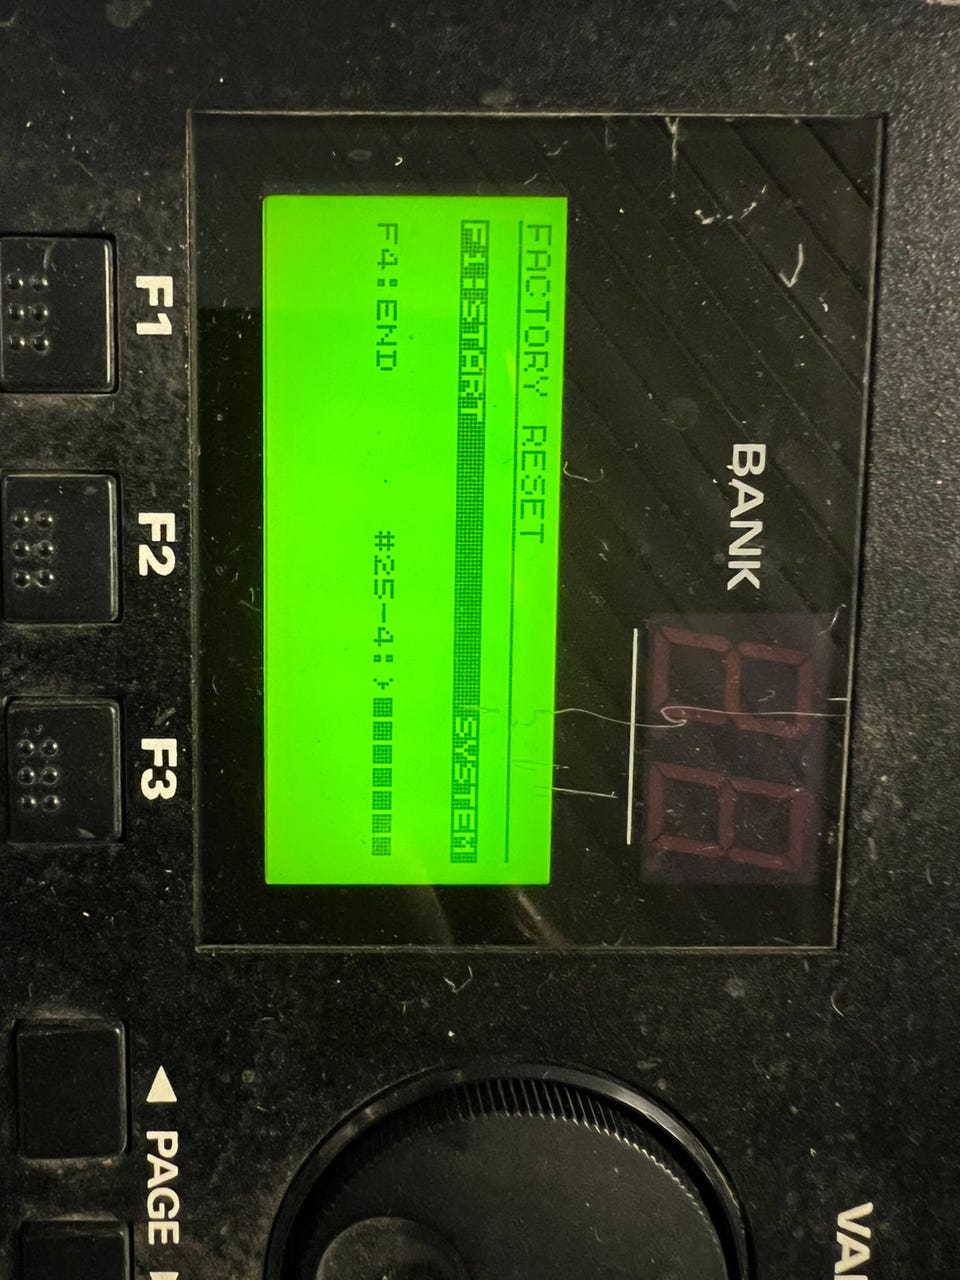 BANK
FACTORY RESET
F1:START SYSTEM
F4:END #25-4:
F1 F2 F3 ◀ PAGE